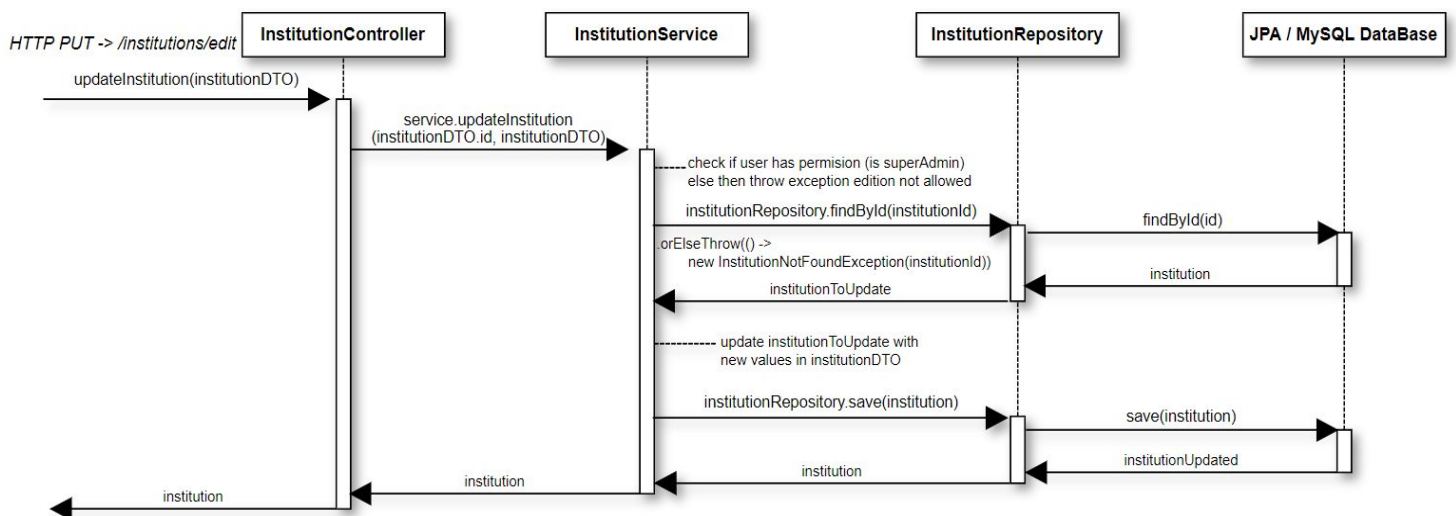 HTTP PUT -> /institutions/edit
InstitutionController
InstitutionService
InstitutionRepository
JPA / MySQL DataBase
updateInstitution(institutionDTO)
service.updateInstitution
(institutionDTO.id, institutionDTO)
check if user has permision (is superAdmin)
else then throw exception edition not allowed
institutionRepository.findById(institutionId)
findById(id)
.orElseThrow(() ->
new InstitutionNotFoundException(institutionId))
institution
institutionToUpdate
update institutionToUpdate with
new values in institutionDTO
institutionRepository.save(institution)
save(institution)
institutionUpdated
institution
institution
institution